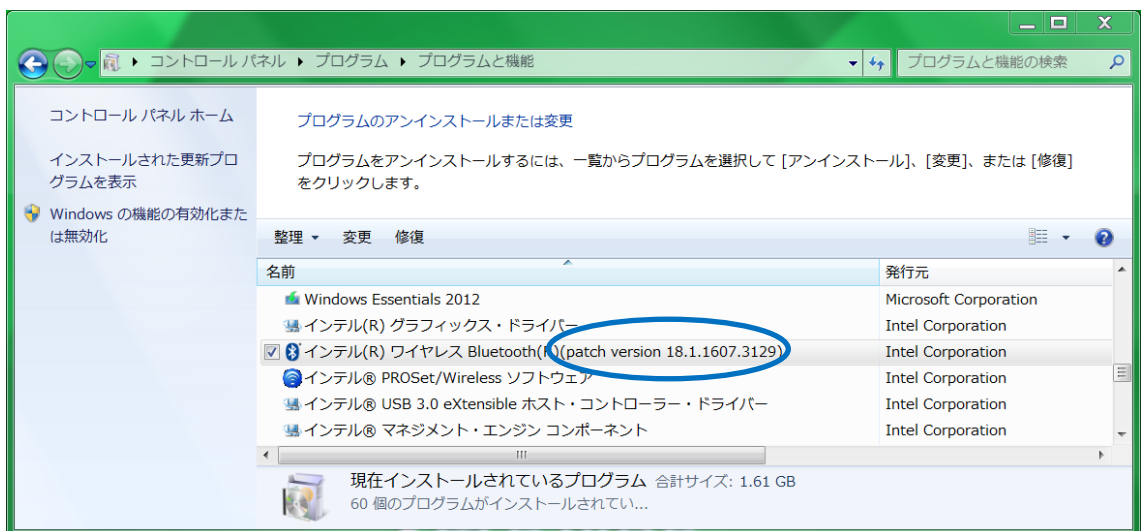 コントロール パネル ▸ プログラム ▸ プログラムと機能
プログラムと機能の検索
コントロール パネル ホーム
インストールされた更新プロ
グラムを表示
Windows の機能の有効化また
は無効化
プログラムのアンインストールまたは変更
プログラムをアンインストールするには、一覧からプログラムを選択して [アンインストール]、[変更]、または [修復]
をクリックします。
整理 変更 修復
名前 発行元
Windows Essentials 2012 Microsoft Corporation
インテル(R) グラフィックス・ドライバー Intel Corporation
インテル(R) ワイヤレス Bluetooth(R)(patch version 18.1.1607.3129) Intel Corporation
インテル® PROSet/Wireless ソフトウェア Intel Corporation
インテル® USB 3.0 eXtensible ホスト・コントローラー・ドライバー Intel Corporation
インテル® マネジメント・エンジン コンポーネント Intel Corporation
現在インストールされているプログラム 合計サイズ: 1.61 GB
60 個のプログラムがインストールされてい...